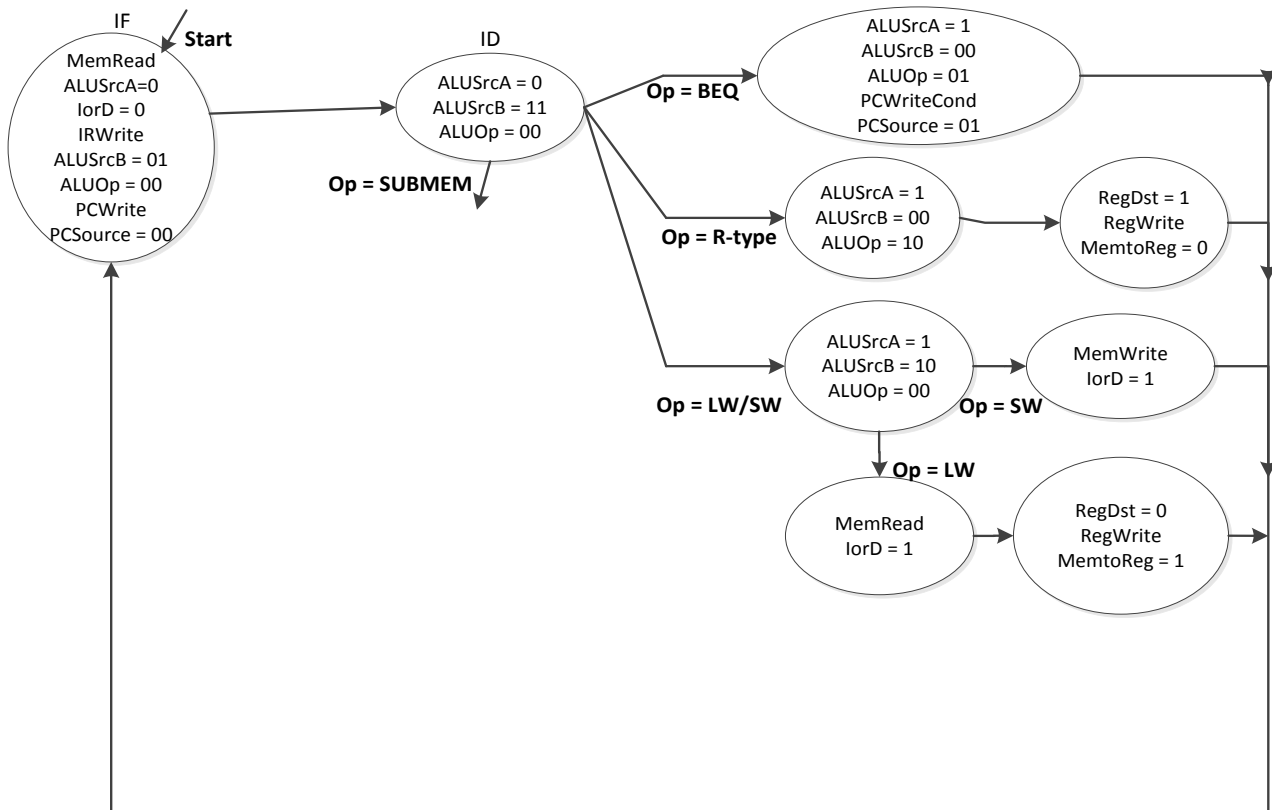 IF
Start
MemRead
ALUSrcA=0
IorD = 0
IRWrite
ALUSrcB = 01
ALUOp = 00
PCWrite
PCSource = 00
ID
ALUSrcA = 0
ALUSrcB = 11
ALUOp = 00
Op = SUBMEM
Op = BEQ
ALUSrcA = 1
ALUSrcB = 00
ALUOp = 01
PCWriteCond
PCSource = 01
Op = R-type
ALUSrcA = 1
ALUSrcB = 00
ALUOp = 10
RegDst = 1
RegWrite
MemtoReg = 0
Op = LW/SW
ALUSrcA = 1
ALUSrcB = 10
ALUOp = 00
Op = SW
MemWrite
IorD = 1
Op = LW
MemRead
IorD = 1
RegDst = 0
RegWrite
MemtoReg = 1